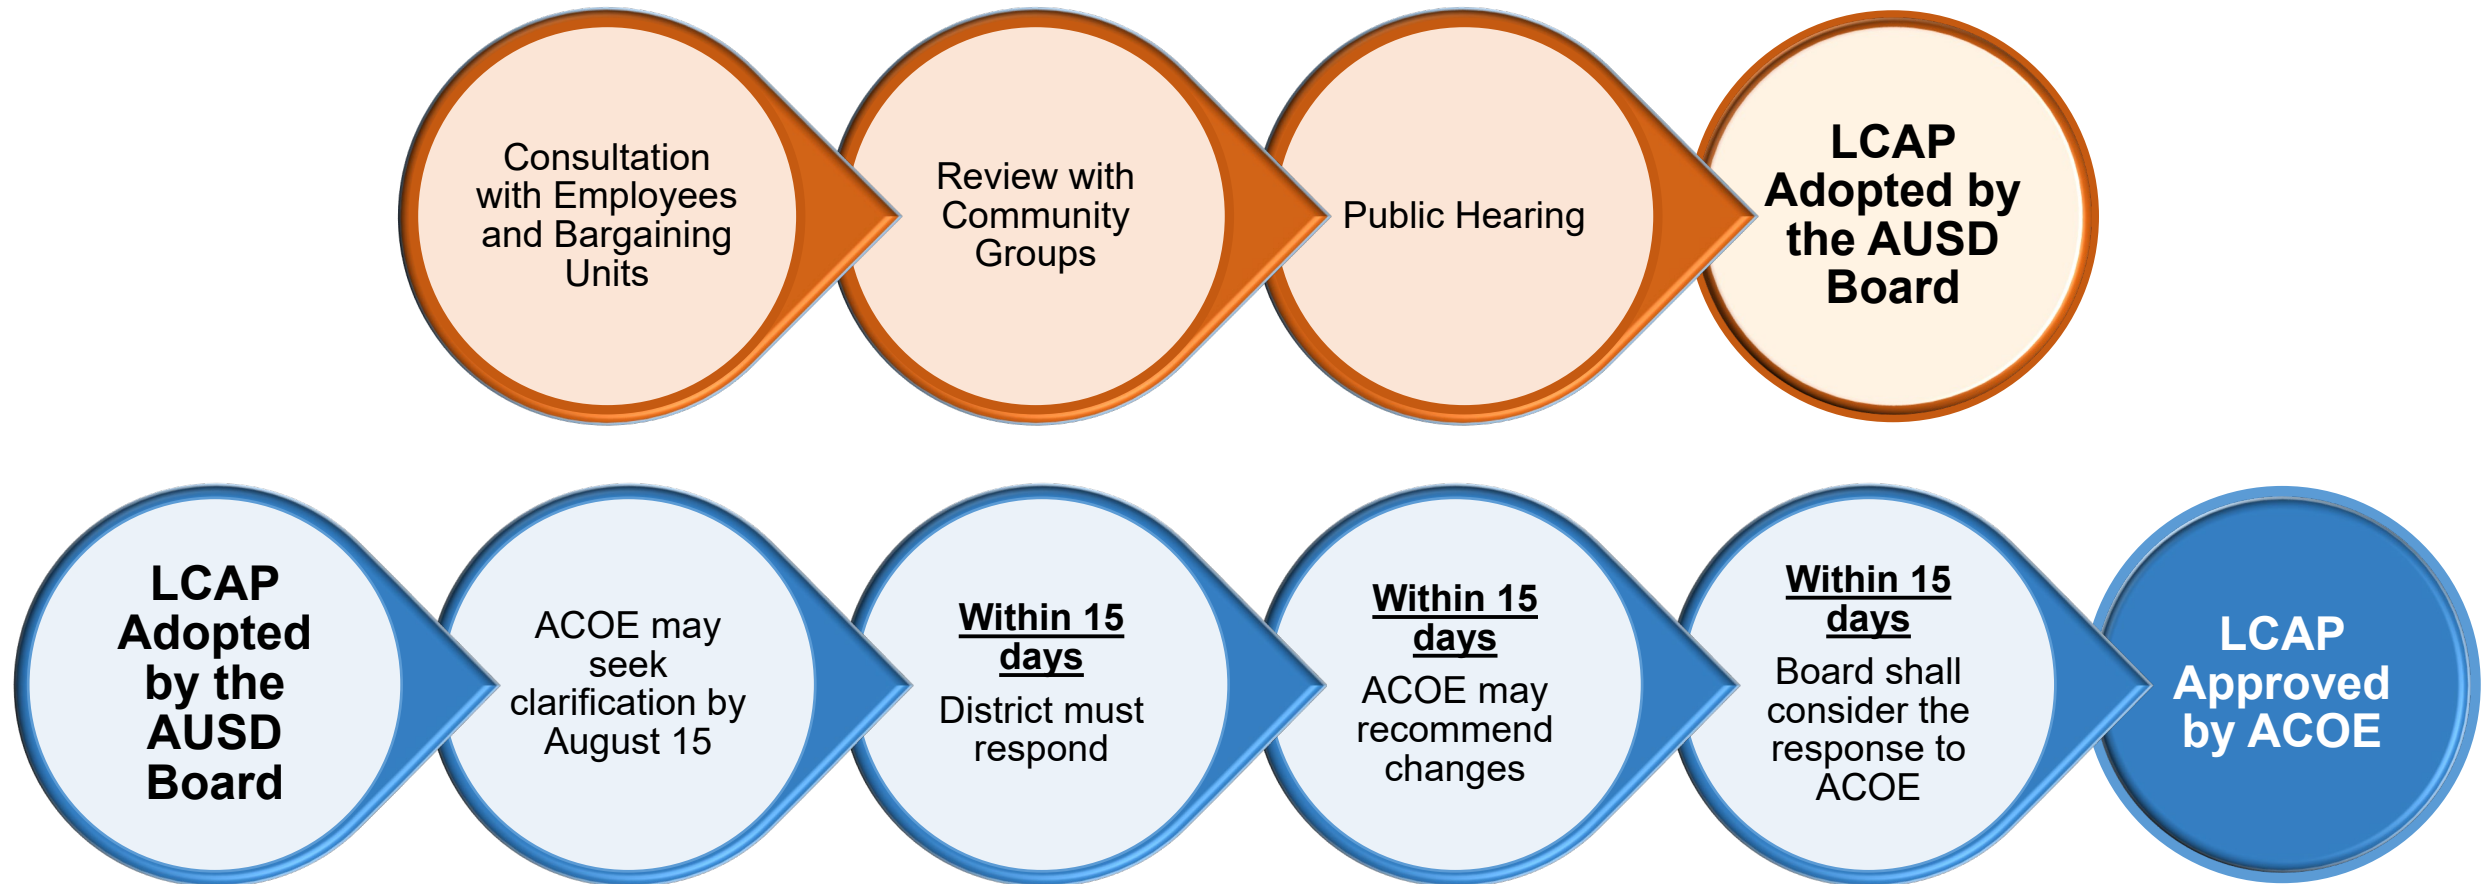 Consultation
with Employees
and Bargaining
Units
Review with
Community
Groups
Public Hearing
LCAP
Adopted by
the AUSD
Board
LCAP
Adopted
by the
AUSD
Board
ACOE may
seek
clarification by
August 15
Within 15
days
District must
respond
Within 15
days
ACOE may
recommend
changes
Within 15
days
Board shall
consider the
response to
ACOE
LCAP
Approved
by ACOE